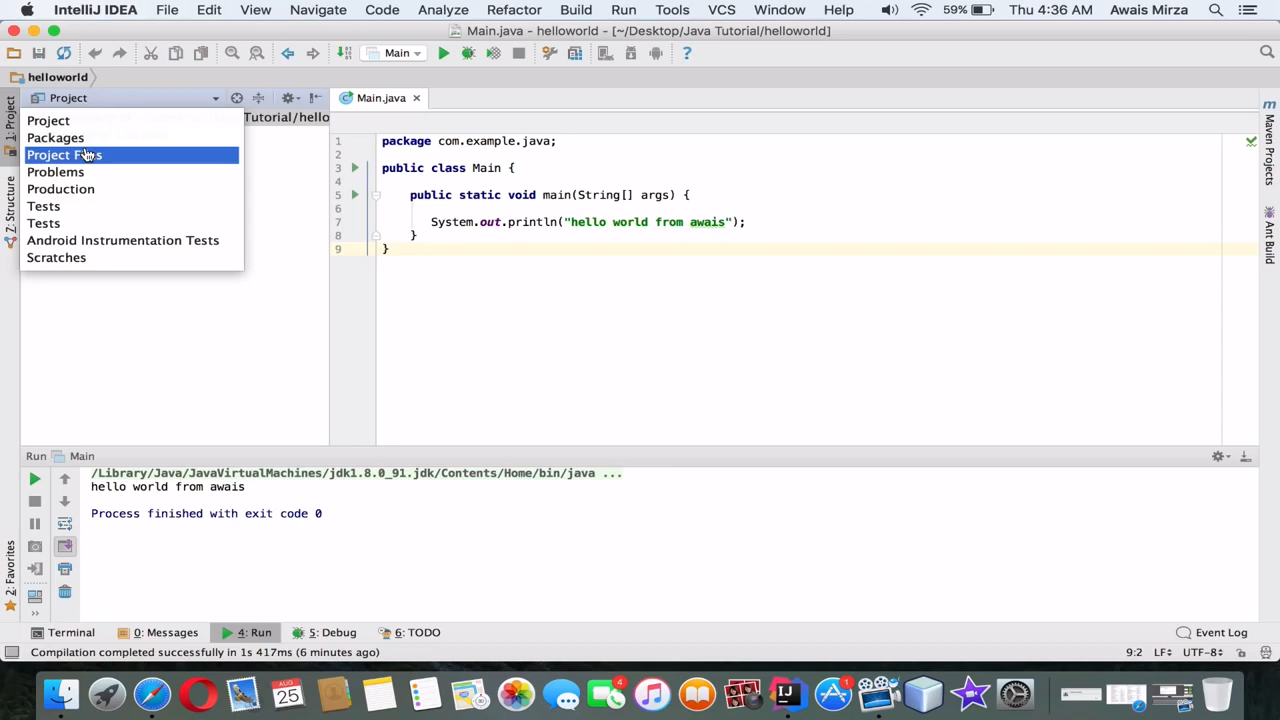 IntelliJ IDEA File Edit View Navigate Code Analyze Refactor Build Run Tools VCS Window Help 59% Thu 4:36 AM Awais Mirza
Main.java - helloworld - [~/Desktop/Java Tutorial/helloworld]
Main
helloworld
Project
Main.java
Tutorial/hello
Project
Packages
Project
Problems
Production
Tests
Tests
Android Instrumentation Tests
Scratches
1: Project
Z: Structure
2: Favorites
Maven Projects
Ant Build
1 package com.example.java;
2
3 public class Main {
4
5 public static void main(String[] args) {
6
7 System.out.println("hello world from awais");
8 }
9 }
Run Main
/Library/Java/JavaVirtualMachines/jdk1.8.0_91.jdk/Contents/Home/bin/java ...
hello world from awais
Process finished with exit code 0
Terminal 0: Messages 4: Run 5: Debug 6: TODO Event Log
Compilation completed successfully in 1s 417ms (6 minutes ago) 9:2 LF÷ UTF-8÷
AUG
25
4
1